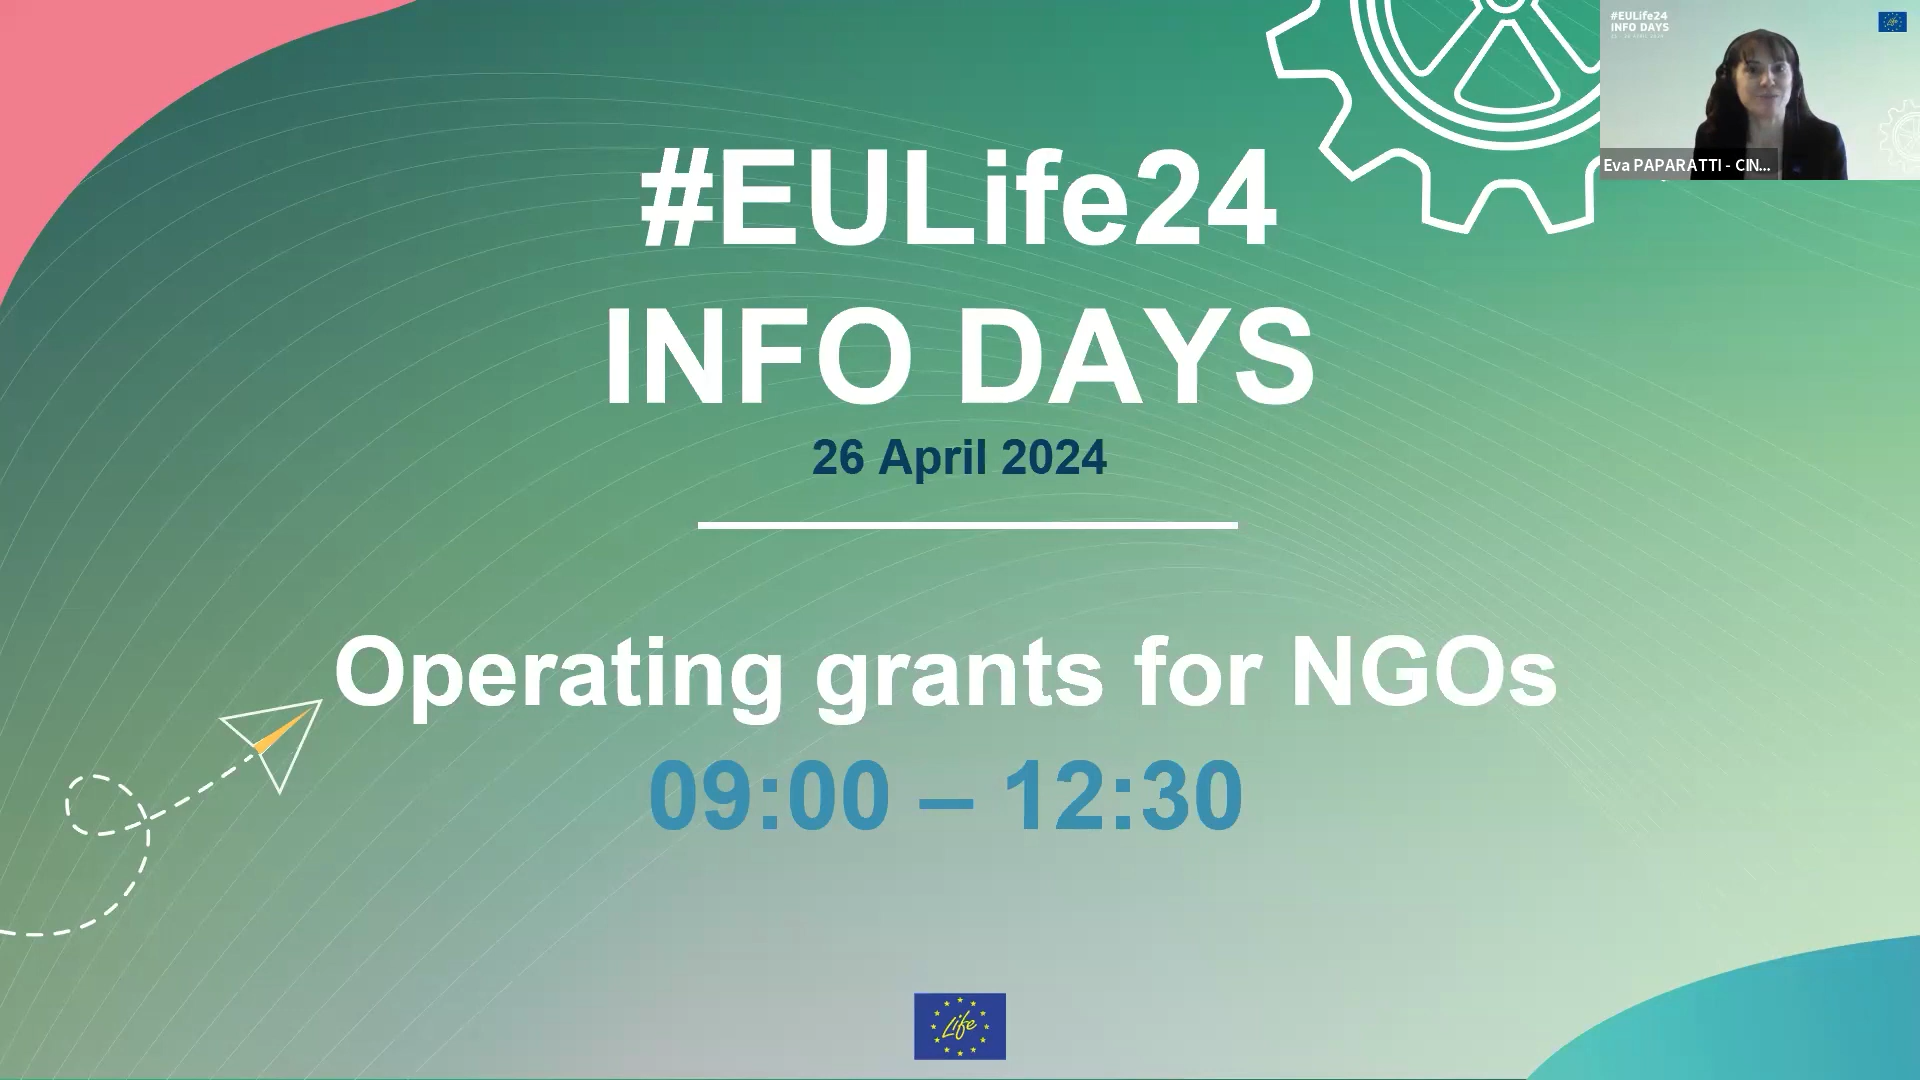 #EULife24
INFO DAYS
26 April 2024
Operating grants for NGOs
09:00 – 12:30
Life
#EULife24
INFO DAYS
Eva PAPARATTI - CIN...